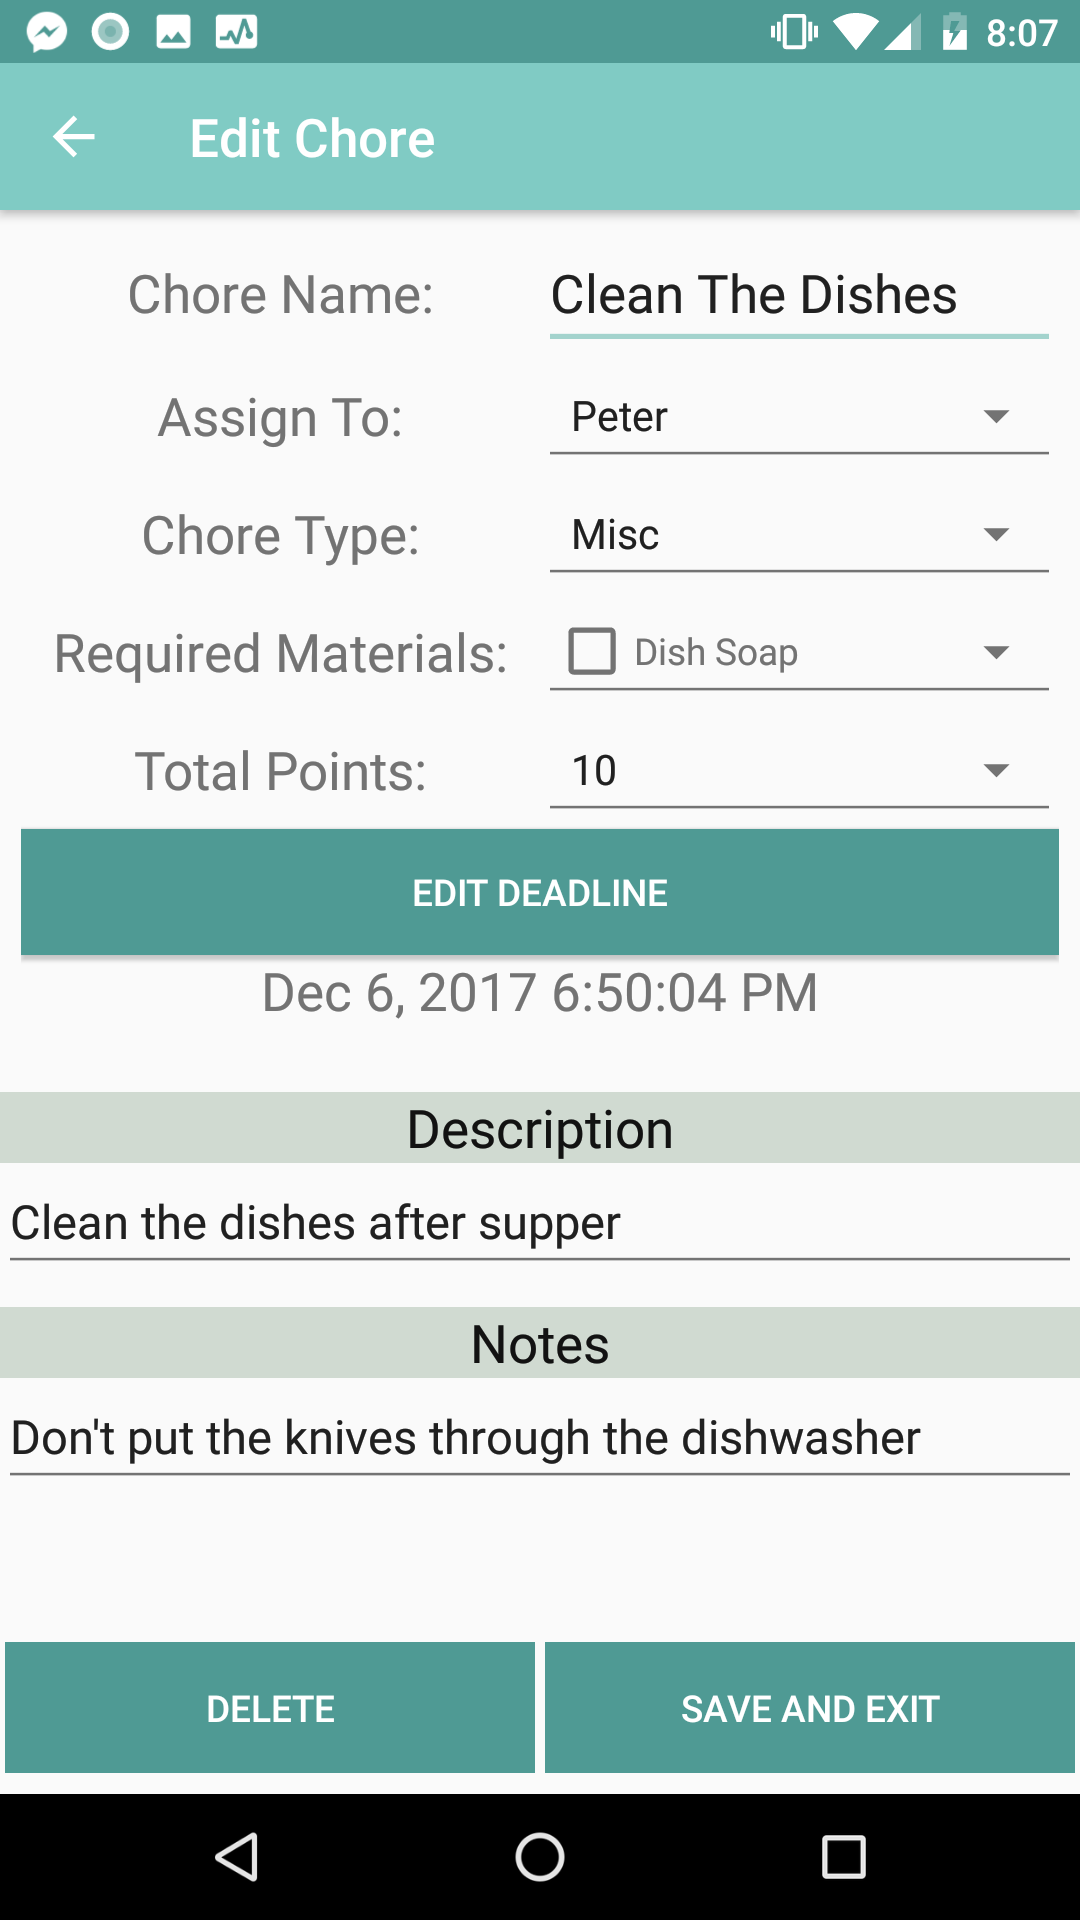 8:07
Edit Chore
Chore Name: Clean The Dishes
Assign To: Peter
Chore Type: Misc
Required Materials: Dish Soap
Total Points: 10
EDIT DEADLINE
Dec 6, 2017 6:50:04 PM
Description
Clean the dishes after supper
Notes
Don't put the knives through the dishwasher
DELETE SAVE AND EXIT